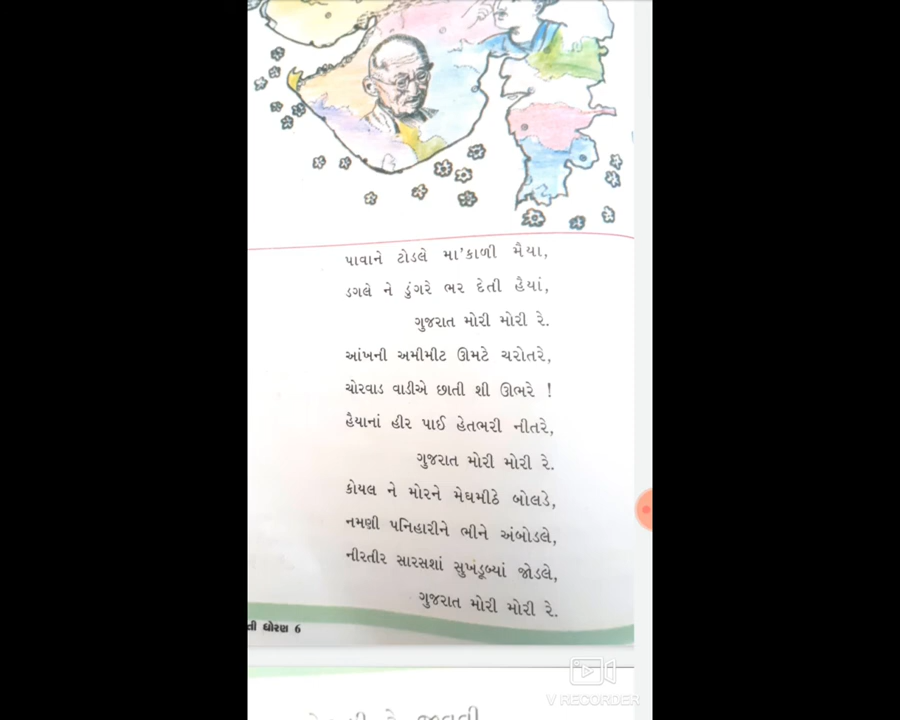 પાવાને ટોડલે મા'કાળી મૈયા,
ડગલે ને ડુંગરે ભર દેતી હૈયાં,
ગુજરાત મોરી મોરી રે.
આંખની અમીમીટ ઊમટે ચરોતરે,
ચોરવાડ વાડીએ છાતી શી ઊભરે !
હૈયાનાં હીર પાઈ હેતભરી નીતરે,
ગુજરાત મોરી મોરી રે.
કોયલ ને મોરને મેઘમીઠે બોલડે,
નમણી પનિહારીને ભીને અંબોડલે,
નીરતીર સારસશાં સુખડૂબ્યાં જોડલે,
ગુજરાત મોરી મોરી રે.
તી ધોરણ 6
V RECORDER